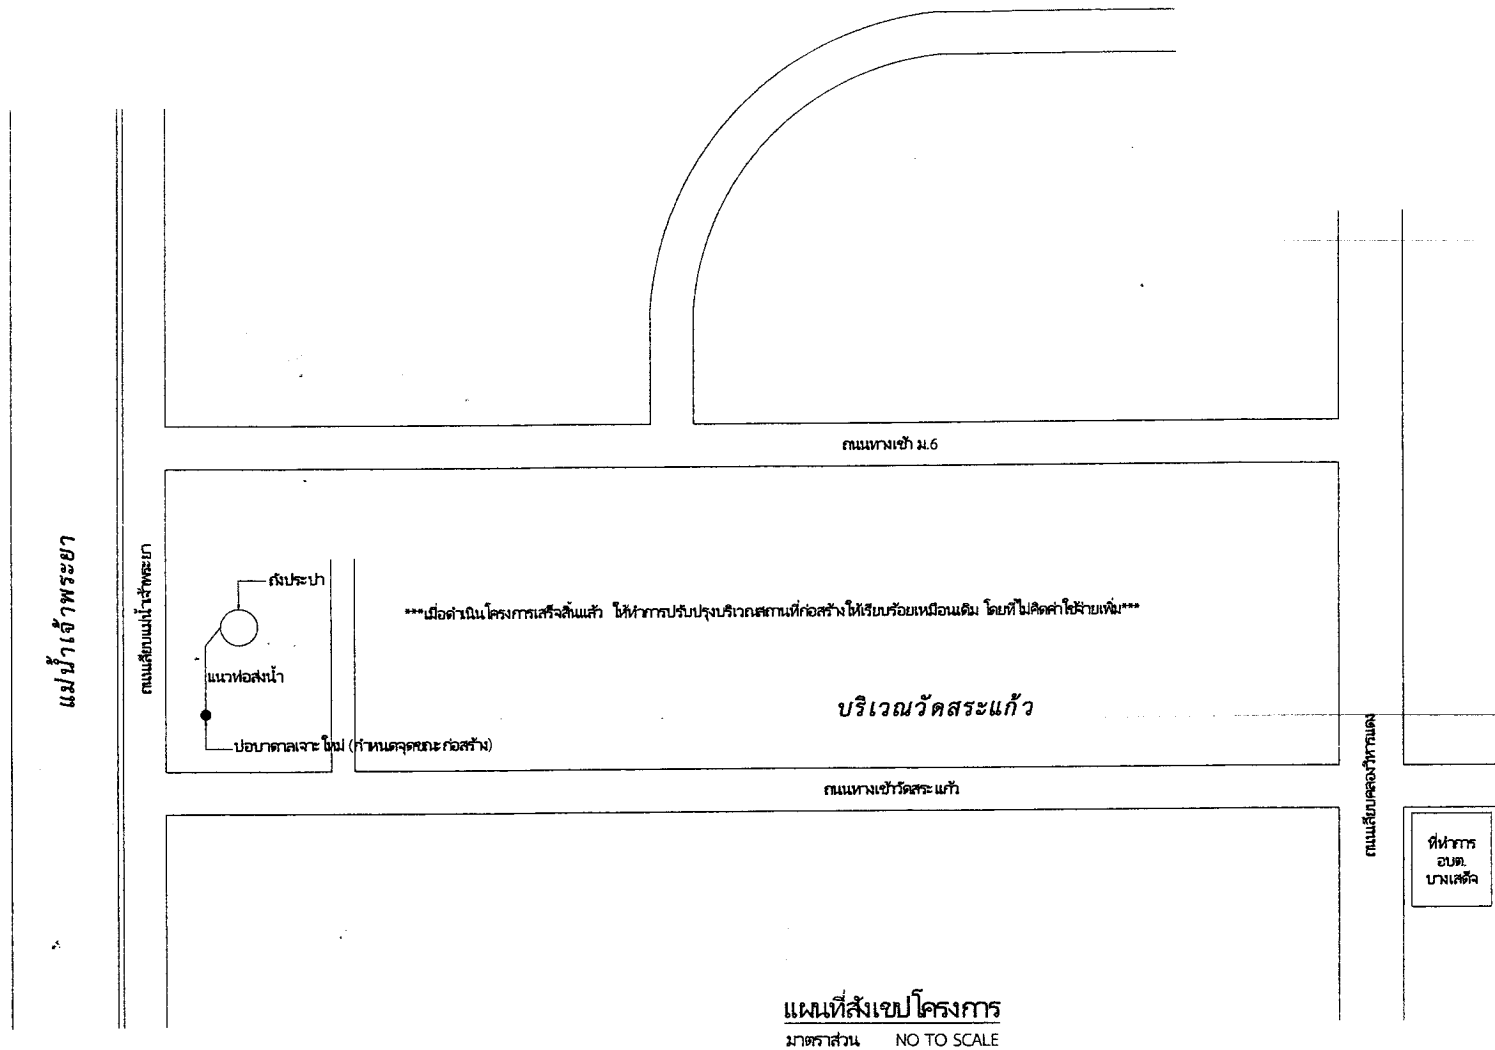 ถนนทางเข้า ม.6
แม่น้ำเจ้าพระยา
ถนนเลียบแม่น้ำเจ้าพระยา
ถังประปา
***เมื่อดำเนินโครงการเสร็จสิ้นแล้ว ให้ทำการปรับปรุงบริเวณสถานที่ก่อสร้างให้เรียบร้อยเหมือนเดิม โดยที่ไม่คิดค่าใช้จ่ายเพิ่ม***
แนวท่อส่งน้ำ
บริเวณวัดสระแก้ว
บ่อบาดาลเจาะใหม่ (กำหนดจุดขณะก่อสร้าง)
ถนนทางเข้าวัดสระแก้ว
ถนนเลียบคลองวิหารแดง
ที่ทำการ
อบต.
บางเสด็จ
แผนที่สังเขปโครงการ
มาตราส่วน NO TO SCALE